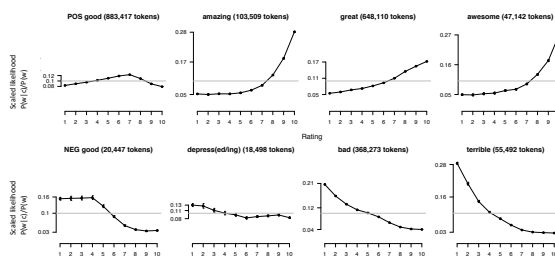 POS good (883,417 tokens) amazing (103,509 tokens) great (648,110 tokens) awesome (47,142 tokens)
Scaled likelihood
P(w|c)/P(w)
0.12
0.1
0.08
0.28
0.15
0.05
0.17
0.11
0.05
0.27
0.16
0.05
1 2 3 4 5 6 7 8 9 10 1 2 3 4 5 6 7 8 9 10 1 2 3 4 5 6 7 8 9 10 1 2 3 4 5 6 7 8 9 10
Rating
NEG good (20,447 tokens) depress(ed/ing) (18,498 tokens) bad (368,273 tokens) terrible (55,492 tokens)
Scaled likelihood
P(w|c)/P(w)
0.16
0.1
0.03
0.13
0.11
0.08
0.21
0.12
0.04
0.28
0.16
0.03
1 2 3 4 5 6 7 8 9 10 1 2 3 4 5 6 7 8 9 10 1 2 3 4 5 6 7 8 9 10 1 2 3 4 5 6 7 8 9 10